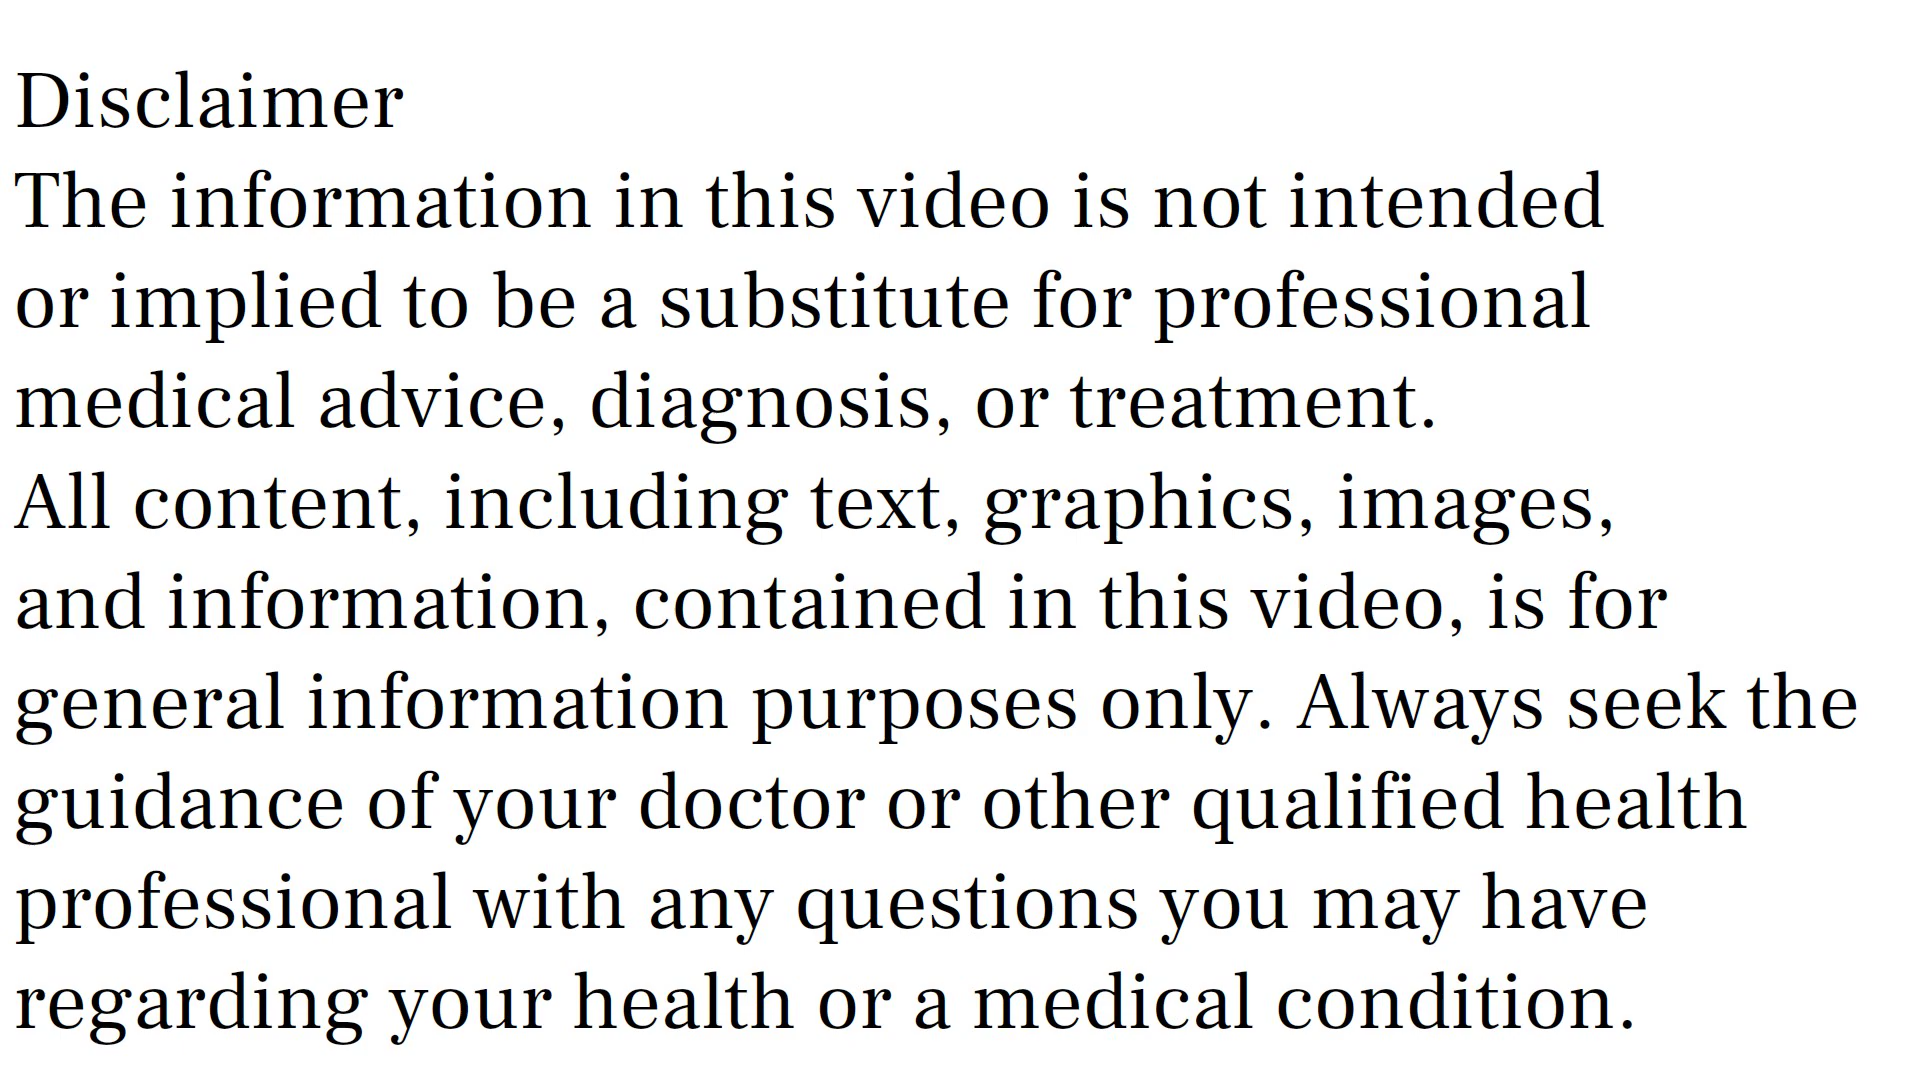 Disclaimer
The information in this video is not intended
or implied to be a substitute for professional
medical advice, diagnosis, or treatment.
All content, including text, graphics, images,
and information, contained in this video, is for
general information purposes only. Always seek the
guidance of your doctor or other qualified health
professional with any questions you may have
regarding your health or a medical condition.